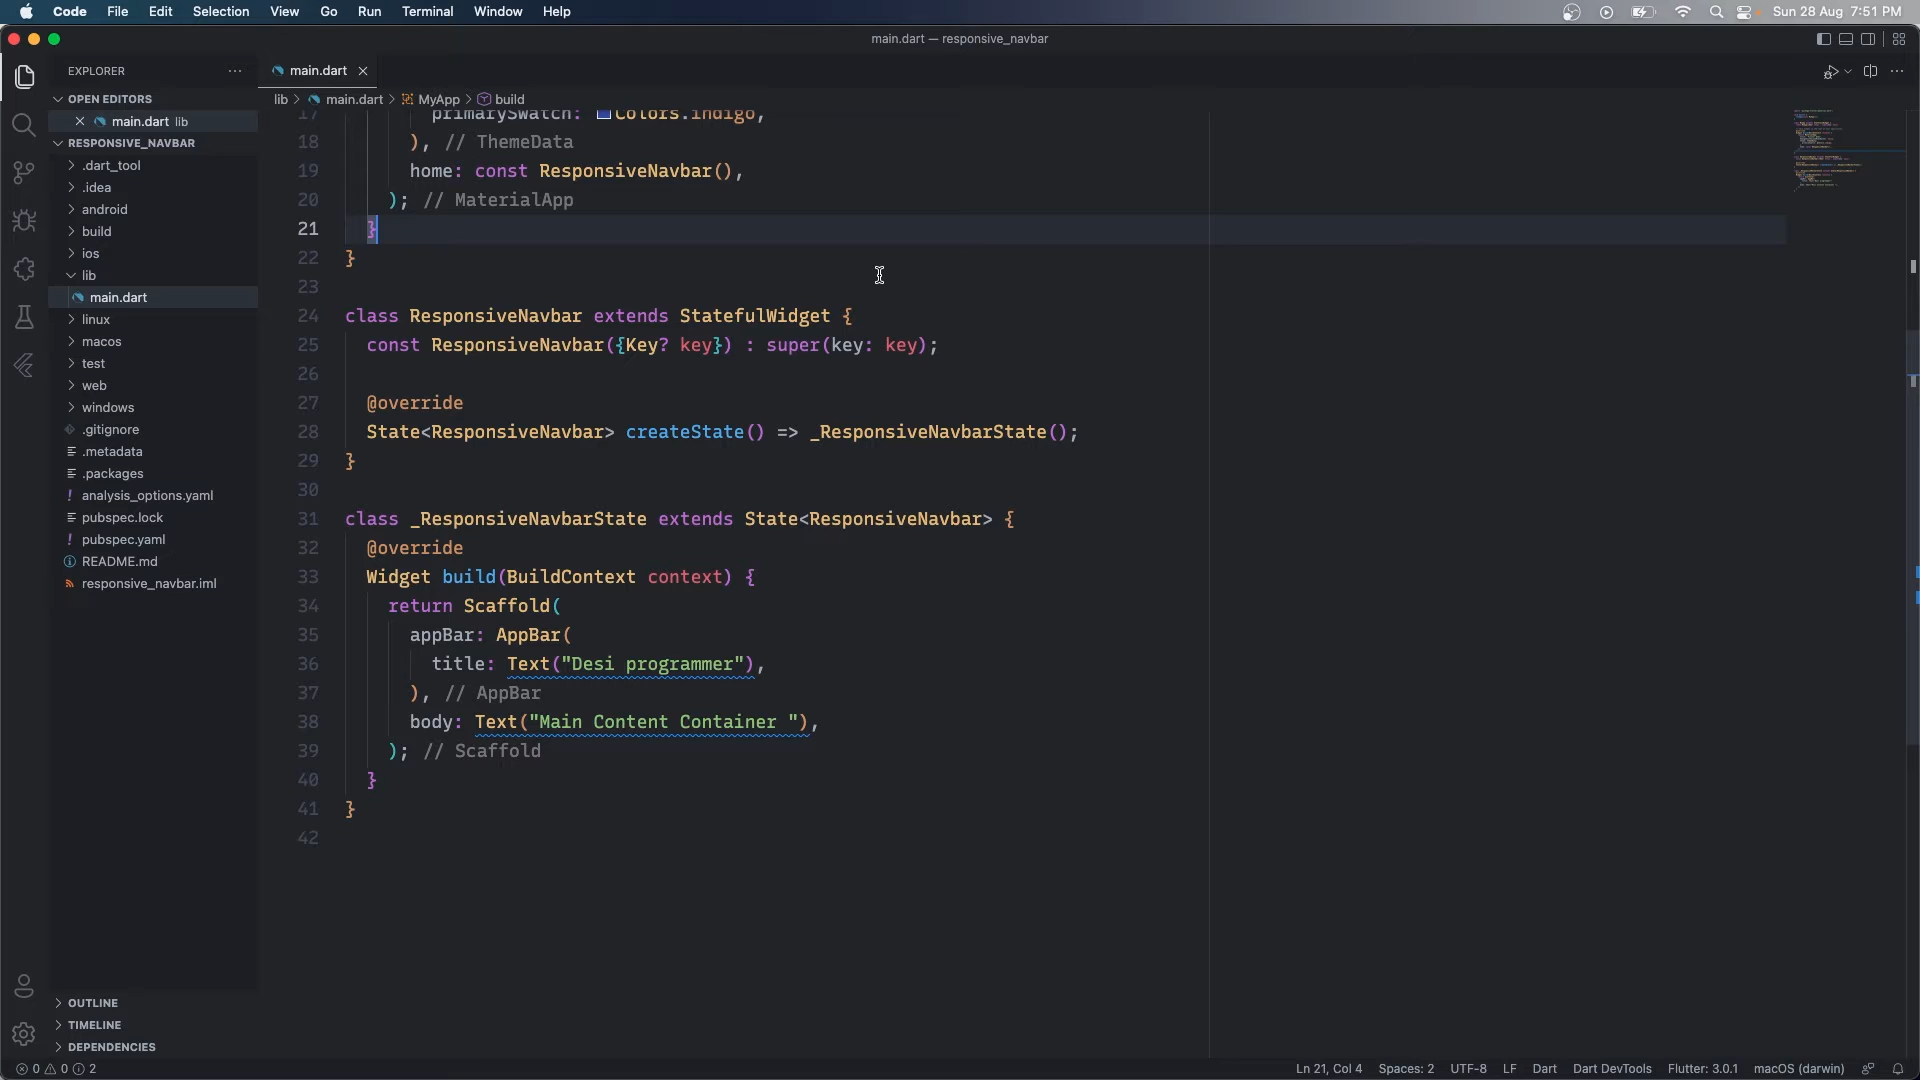 Code File Edit Selection View Go Run Terminal Window Help Sun 28 Aug 7:51 PM
main.dart — responsive_navbar
EXPLORER
OPEN EDITORS
main.dart lib
RESPONSIVE_NAVBAR
.dart_tool
.idea
android
build
ios
lib
main.dart
linux
macos
test
web
windows
.gitignore
.metadata
.packages
analysis_options.yaml
pubspec.lock
pubspec.yaml
README.md
responsive_navbar.iml
OUTLINE
TIMELINE
DEPENDENCIES
main.dart
lib > main.dart > MyApp > build
17 primarySwatch: Colors.indigo,
18 ), // ThemeData
19 home: const ResponsiveNavbar(),
20 ); // MaterialApp
21 }
22 }
23
24 class ResponsiveNavbar extends StatefulWidget {
25 const ResponsiveNavbar({Key? key}) : super(key: key);
26
27 @override
28 State<ResponsiveNavbar> createState() => _ResponsiveNavbarState();
29 }
30
31 class _ResponsiveNavbarState extends State<ResponsiveNavbar> {
32 @override
33 Widget build(BuildContext context) {
34 return Scaffold(
35 appBar: AppBar(
36 title: Text("Desi programmer"),
37 ), // AppBar
38 body: Text("Main Content Container "),
39 ); // Scaffold
40 }
41 }
42
0 0 2 Ln 21, Col 4 Spaces: 2 UTF-8 LF Dart Dart DevTools Flutter: 3.0.1 macOS (darwin)